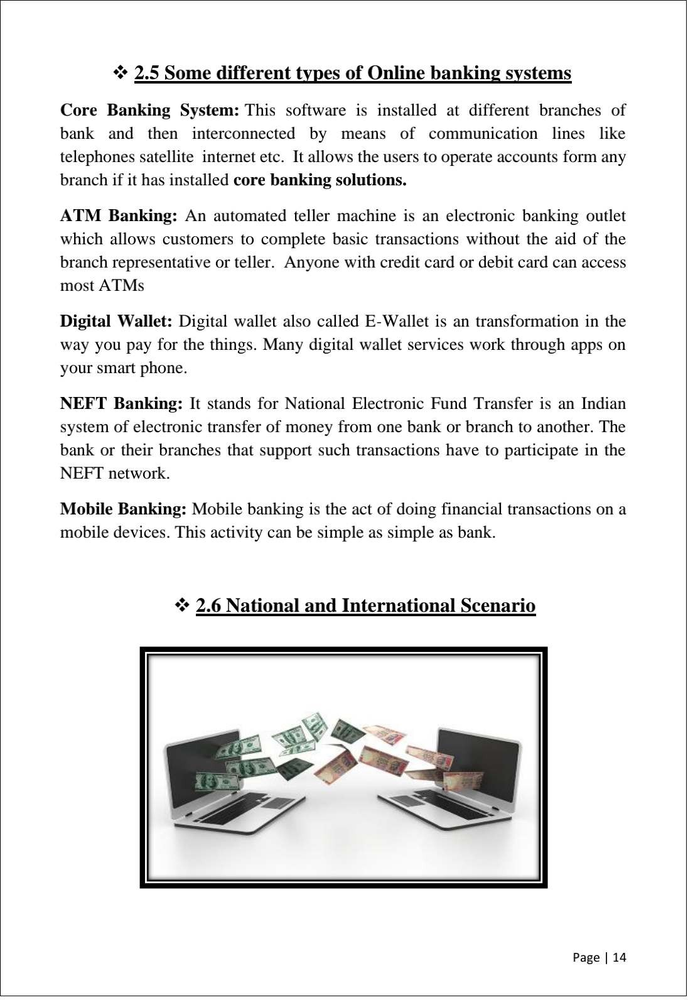 ❖ 2.5 Some different types of Online banking systems
Core Banking System: This software is installed at different branches of
bank and then interconnected by means of communication lines like
telephones satellite internet etc. It allows the users to operate accounts form any
branch if it has installed core banking solutions.
ATM Banking: An automated teller machine is an electronic banking outlet
which allows customers to complete basic transactions without the aid of the
branch representative or teller. Anyone with credit card or debit card can access
most ATMs
Digital Wallet: Digital wallet also called E-Wallet is an transformation in the
way you pay for the things. Many digital wallet services work through apps on
your smart phone.
NEFT Banking: It stands for National Electronic Fund Transfer is an Indian
system of electronic transfer of money from one bank or branch to another. The
bank or their branches that support such transactions have to participate in the
NEFT network.
Mobile Banking: Mobile banking is the act of doing financial transactions on a
mobile devices. This activity can be simple as simple as bank.
❖ 2.6 National and International Scenario
Page | 14